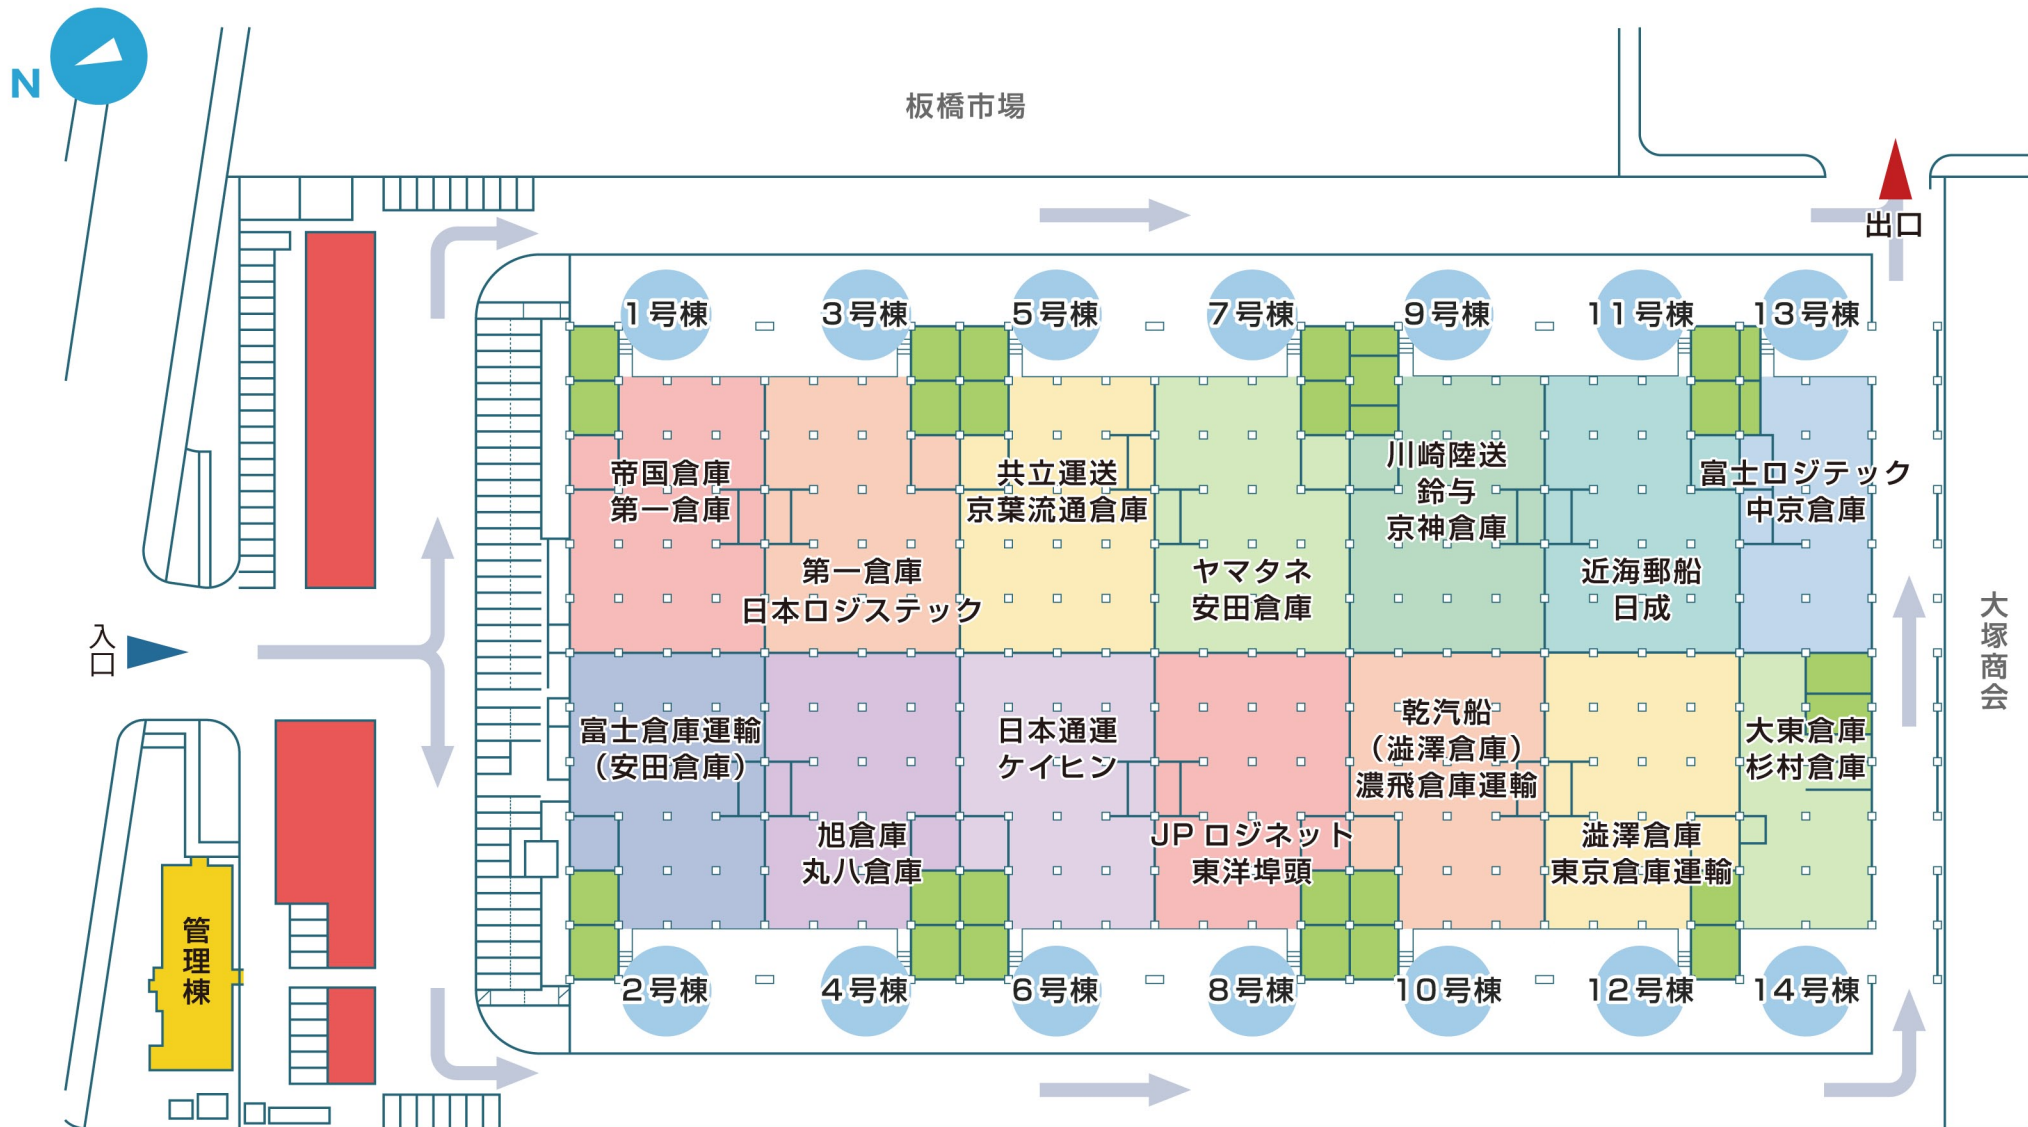 N
板橋市場
出口
1号棟
3号棟
5号棟
7号棟
9号棟
11号棟
13号棟
帝国倉庫
第一倉庫
第一倉庫
日本ロジステック
共立運送
京葉流通倉庫
ヤマタネ
安田倉庫
川崎陸送
鈴与
京神倉庫
近海郵船
日成
富士ロジテック
中京倉庫
入口
大塚商会
富士倉庫運輸
（安田倉庫）
旭倉庫
丸八倉庫
日本通運
ケイヒン
JPロジネット
東洋埠頭
乾汽船
（澁澤倉庫）
濃飛倉庫運輸
澁澤倉庫
東京倉庫運輸
大東倉庫
杉村倉庫
管理棟
2号棟
4号棟
6号棟
8号棟
10号棟
12号棟
14号棟